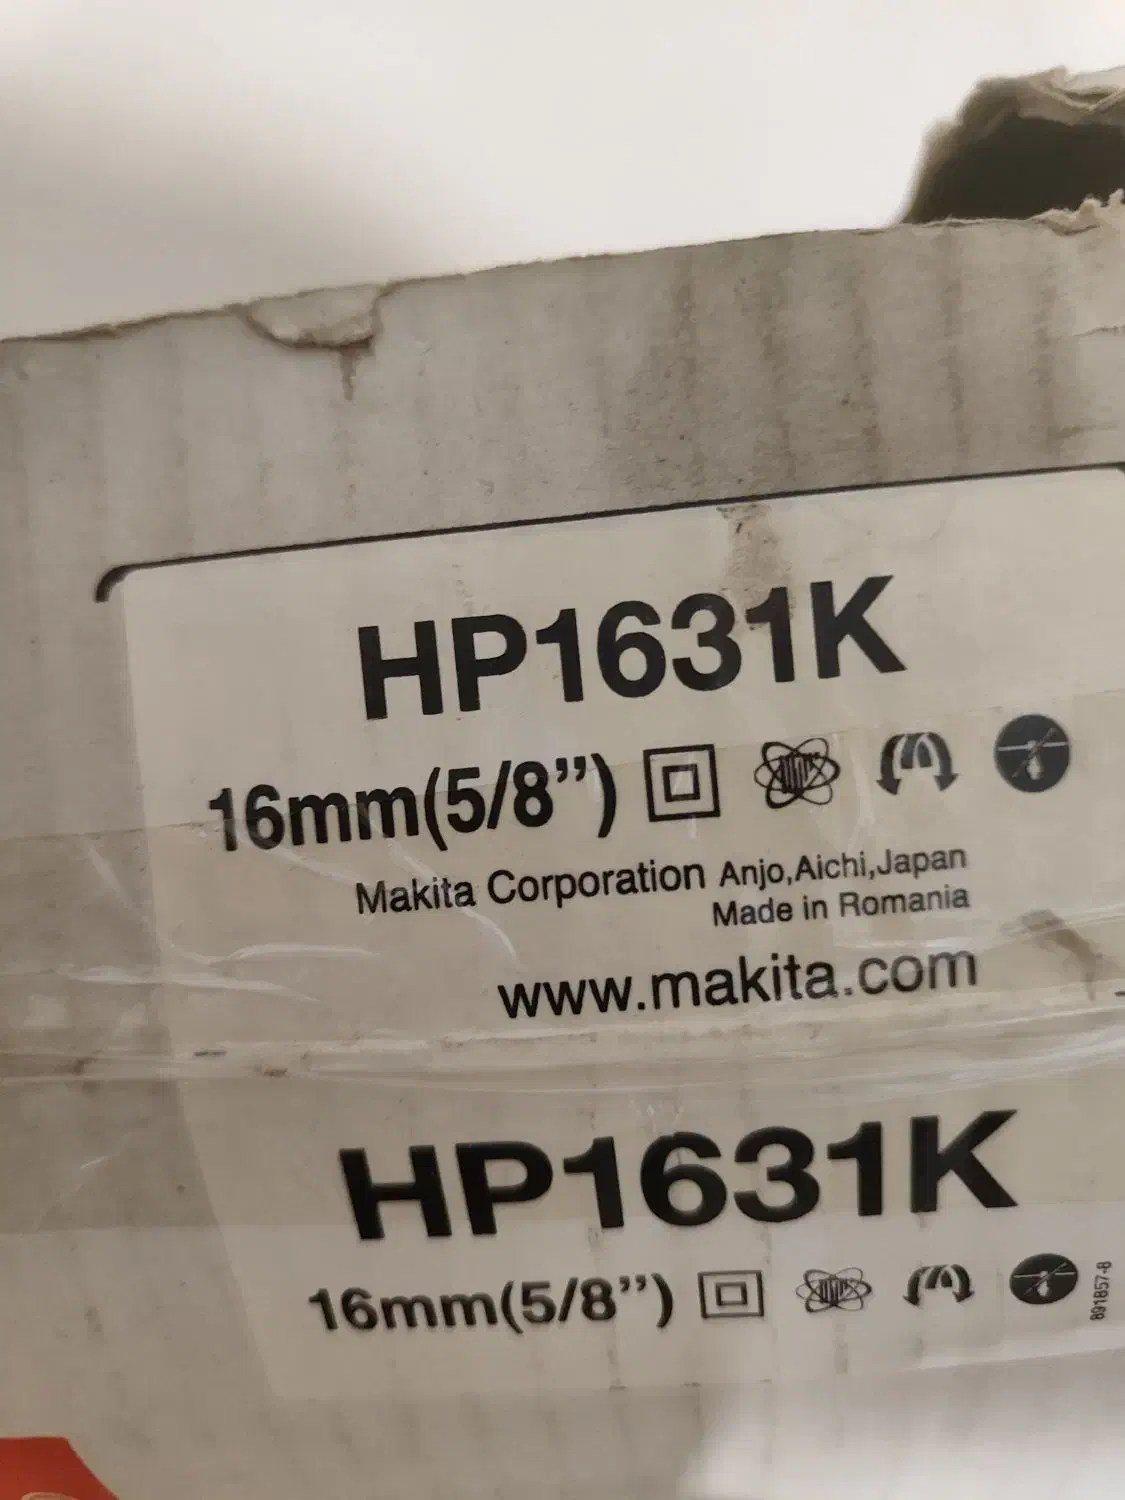 HP1631K
16mm(5/8”)
Makita Corporation Anjo,Aichi,Japan
Made in Romania
www.makita.com
HP1631K
16mm(5/8”)
891857-8